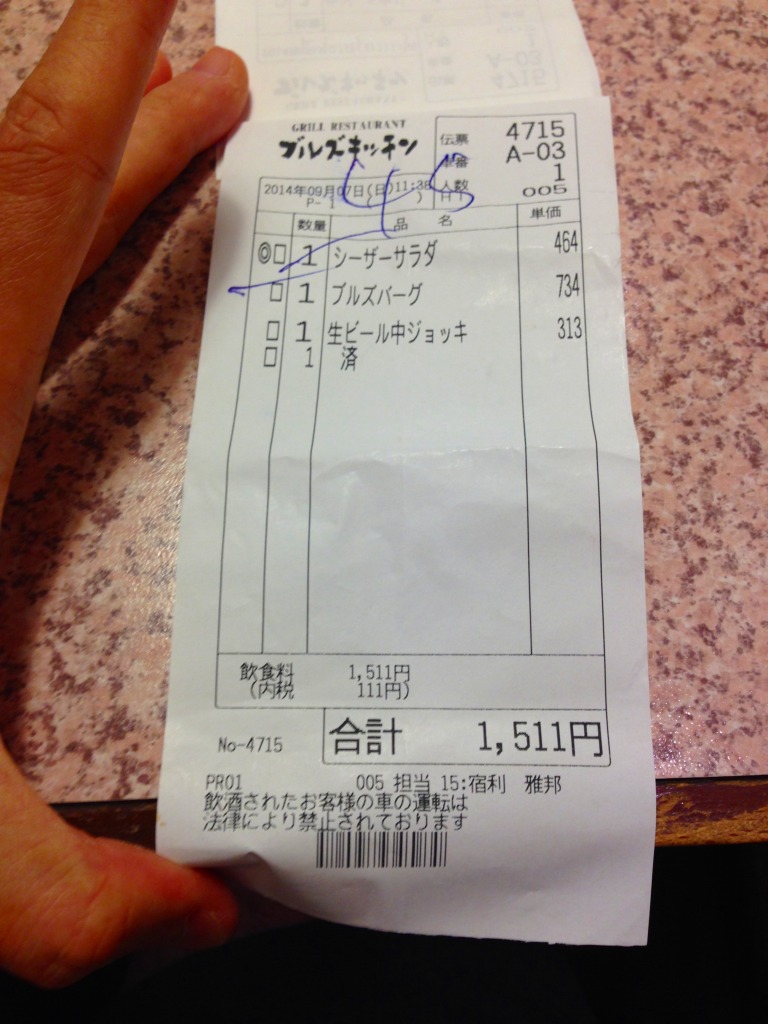 GRILL RESTAURANT
ブルズキッチン
伝票 4715
A-03
1
人数 005
2014年09月07日(日)11:38
P- 1 ( )
数量 品 名 単価
◎□ 1 シーザーサラダ 464
□ 1 ブルズバーグ 734
□ 1 生ビール中ジョッキ 313
□ 1 済
飲食料 1,511円
(内税 111円)
No-4715 合計 1,511円
PR01 005 担当 15:宿利 雅邦
飲酒されたお客様の車の運転は
法律により禁止されております